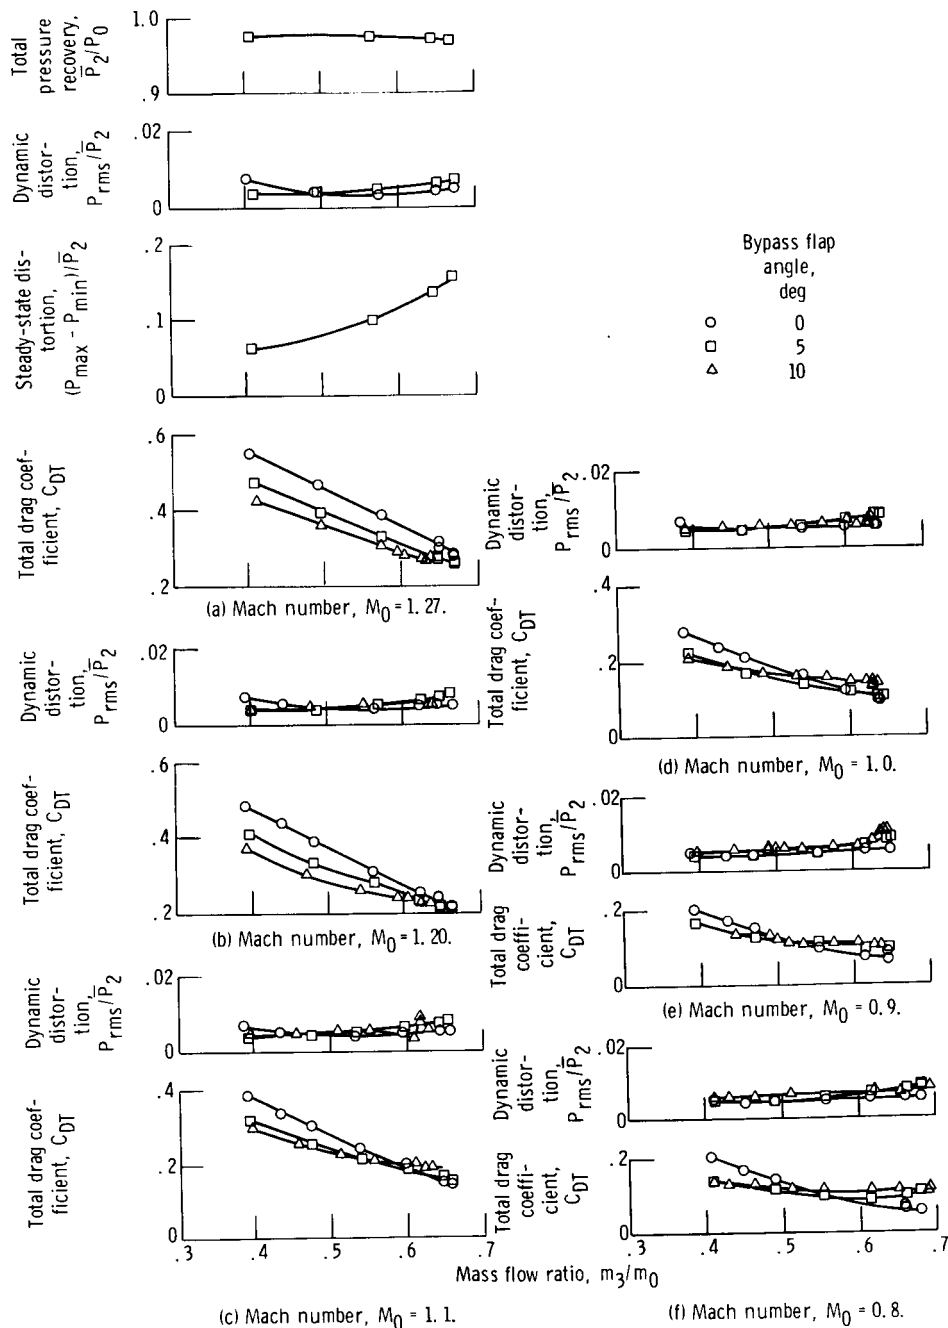 Total
pressure
recovery,
P̅2/P0
1.0
.9
Dynamic
distor-
tion,
Prms/P̅2
.02
0
Steady-state dis-
tortion,
(Pmax - Pmin)/P̅2
.2
.1
0
Bypass flap
angle,
deg
0
5
10
Total drag coef-
ficient, CDT
.6
.4
.2
(a) Mach number, M0 = 1.27.
Dynamic
distor-
tion,
Prms/P̅2
.02
0
Total drag coef-
ficient, CDT
.6
.4
.2
(b) Mach number, M0 = 1.20.
Dynamic
distor-
tion,
Prms/P̅2
.02
0
Total drag coef-
ficient, CDT
.4
.2
0
.3 .4 .5 .6 .7
(c) Mach number, M0 = 1.1.
Dynamic
distor-
tion,
Prms/P̅2
.02
0
Total drag coef-
ficient, CDT
.4
.2
0
(d) Mach number, M0 = 1.0.
Dynamic
distor-
tion,
Prms/P̅2
.02
0
Total drag
coeffi-
cient,
CDT
.2
0
(e) Mach number, M0 = 0.9.
Dynamic
distor-
tion,
Prms/P̅2
.02
0
Total drag
coeffi-
cient,
CDT
.2
0
.4 .5 .6 .7
Mass flow ratio, m3/m0
(f) Mach number, M0 = 0.8.